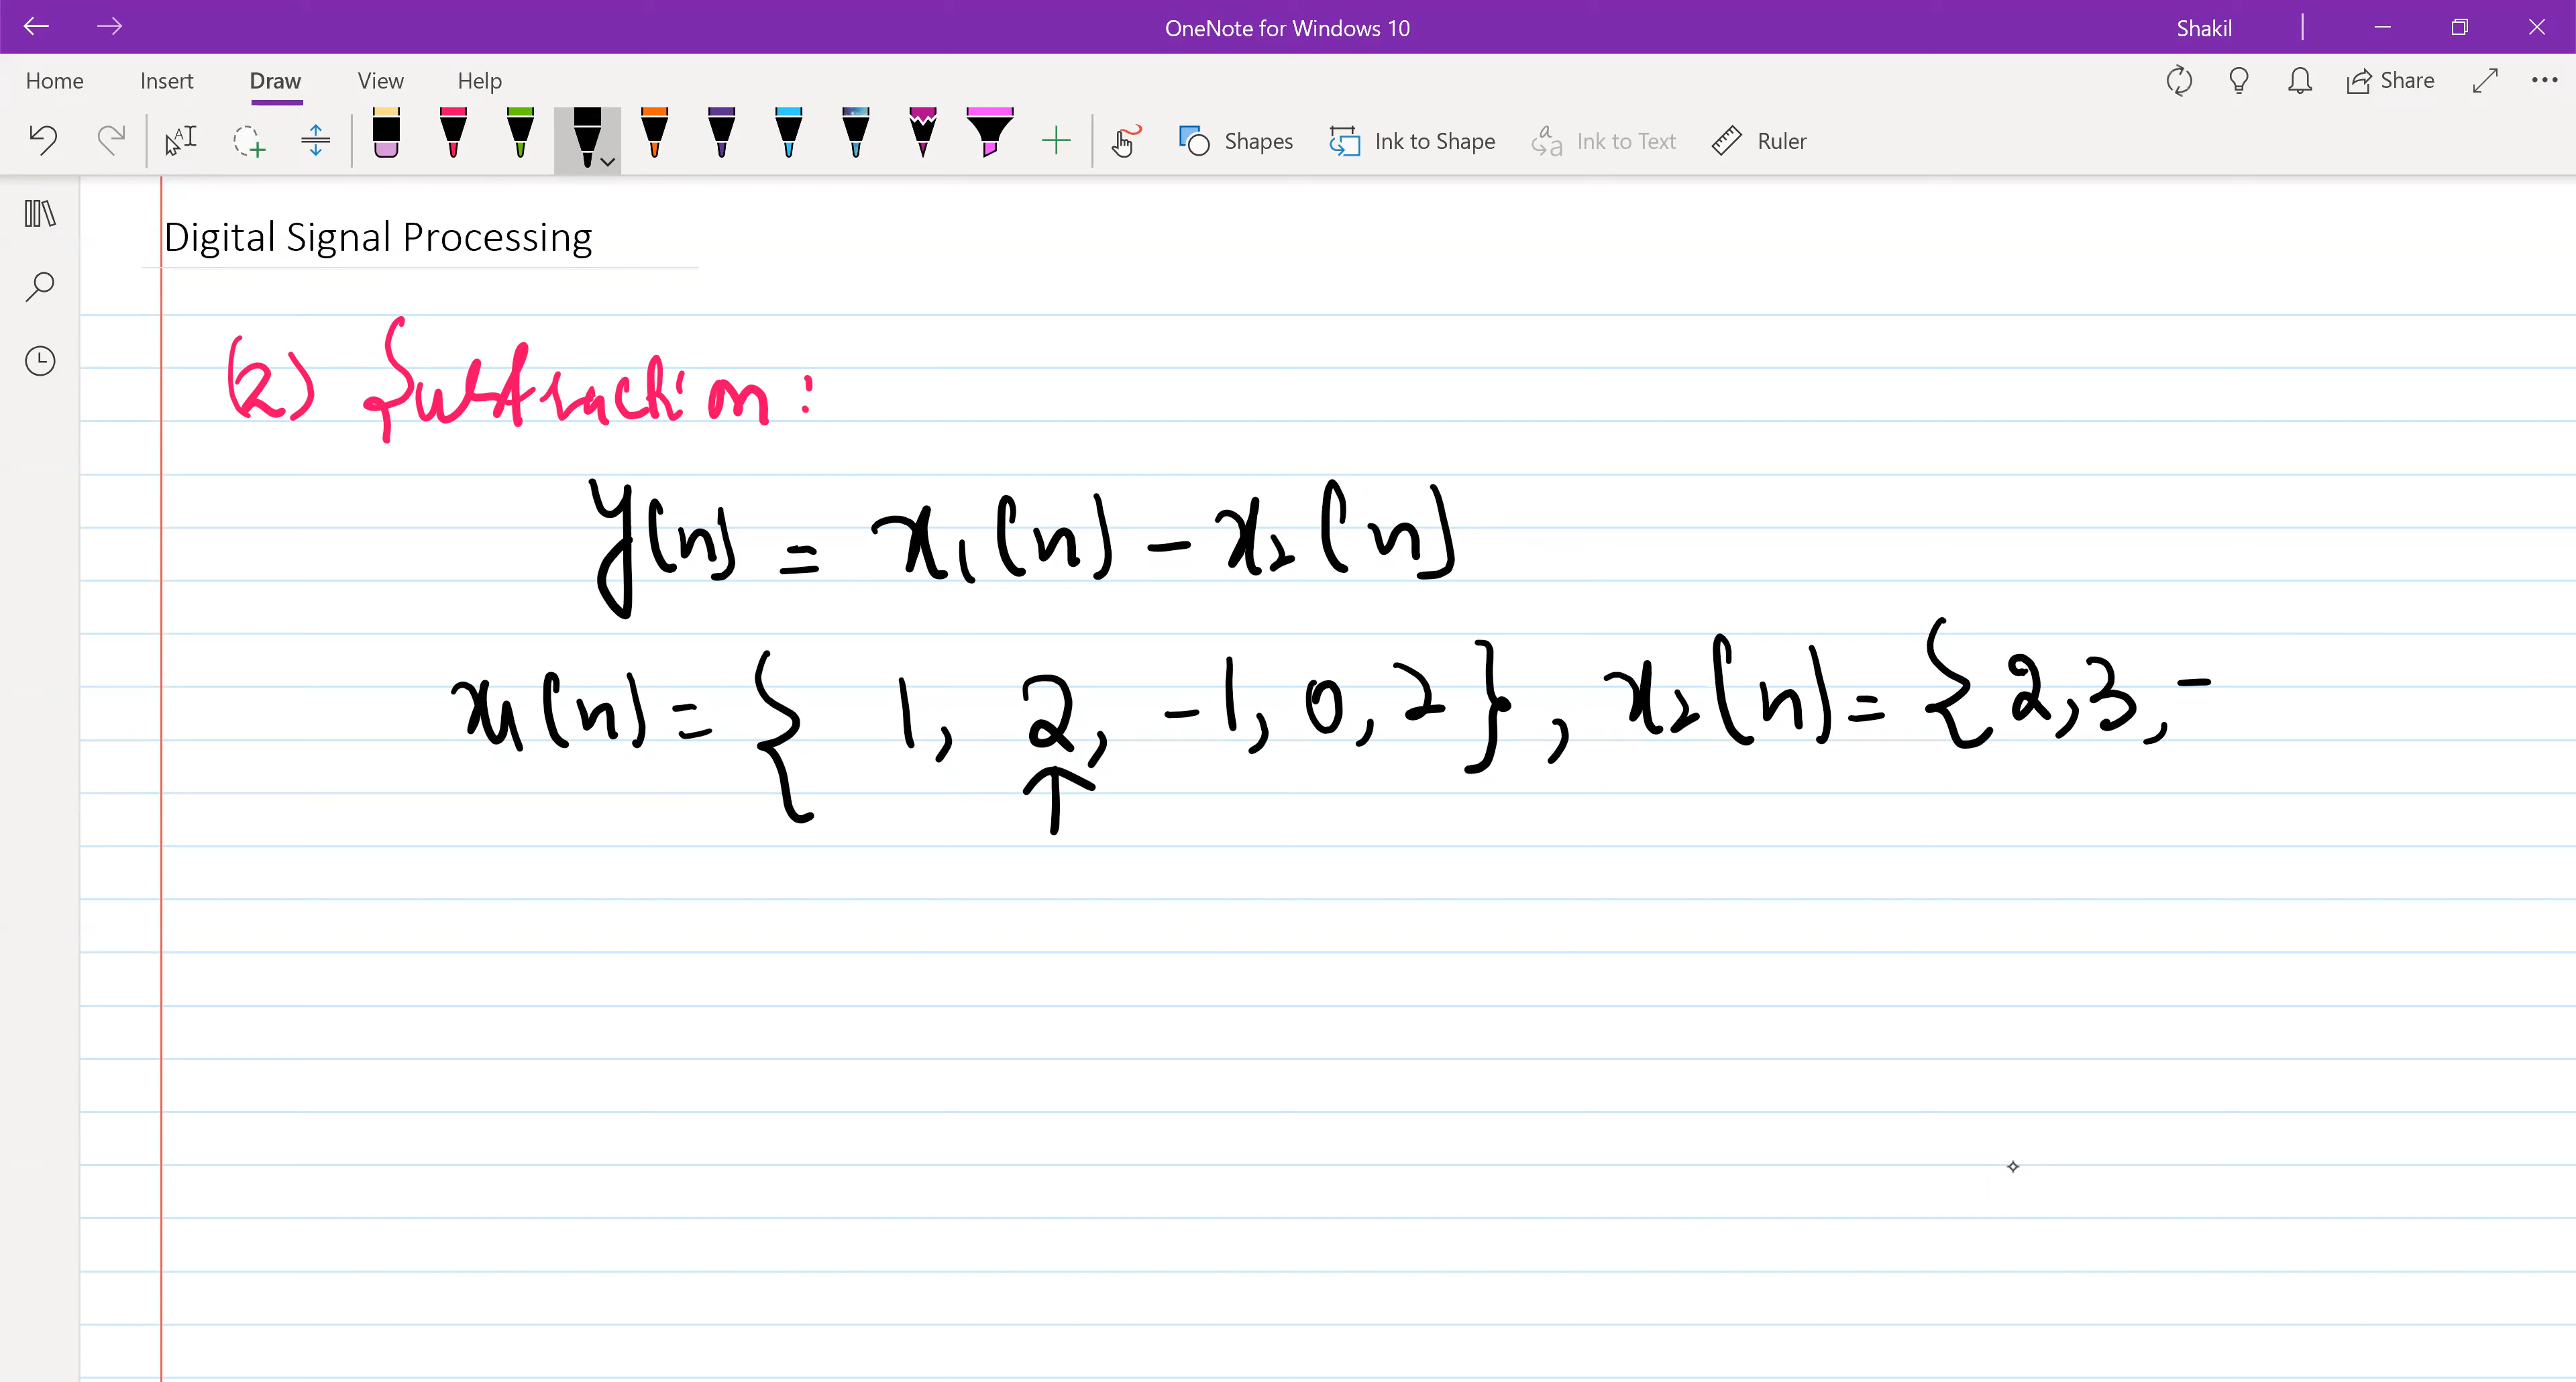 OneNote for Windows 10 Shakil
Home Insert Draw View Help Share
Shapes Ink to Shape Ink to Text Ruler
Digital Signal Processing
(2) Subtraction:
y(n) = x₁(n) - x₂(n)
x₁(n) = { 1, 2, -1, 0, 2 } , x₂(n) = { 2, 3, -
↑